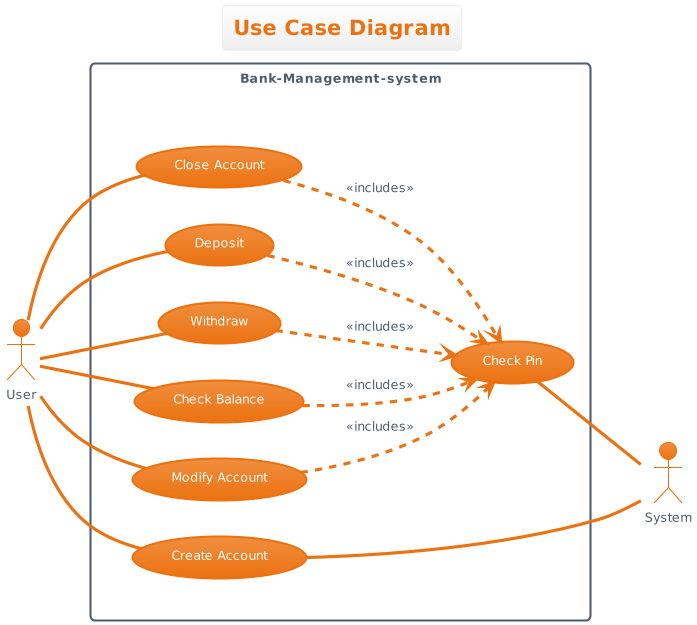 Use Case Diagram
Bank-Management-system
Close Account
«includes»
Deposit
«includes»
Withdraw
«includes»
Check Pin
User
Check Balance
«includes»
«includes»
Modify Account
System
Create Account